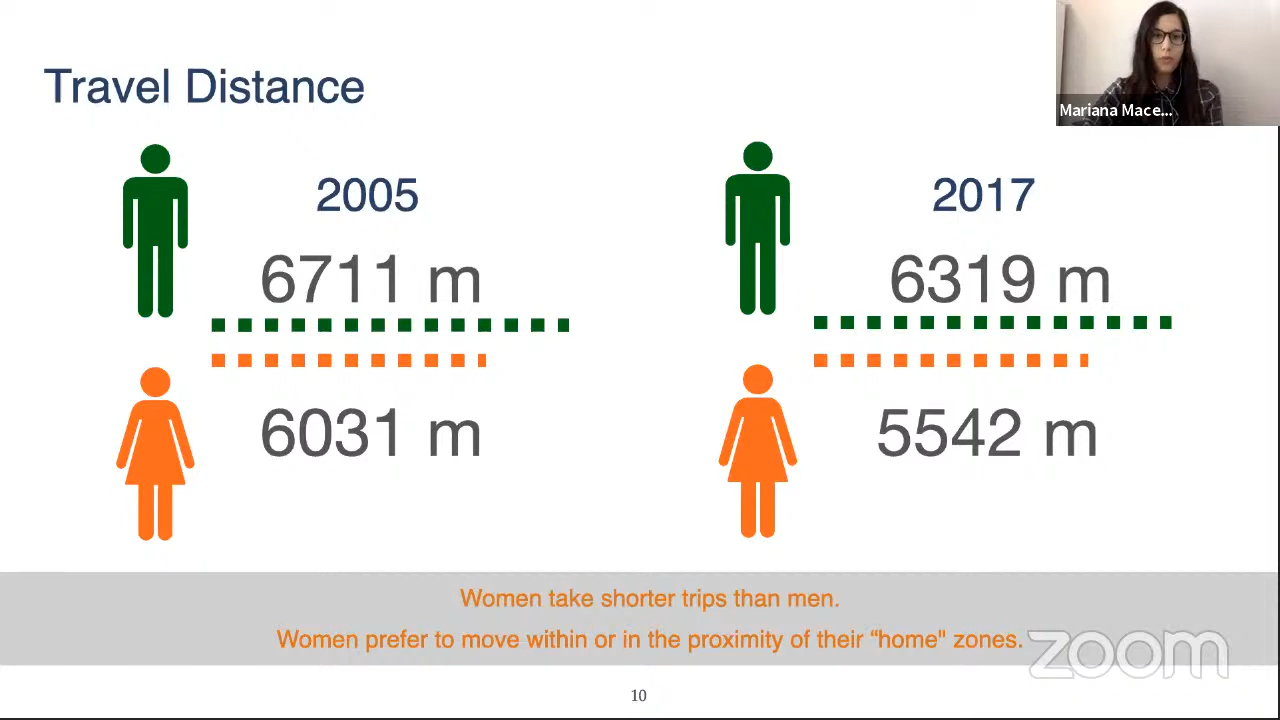 Travel Distance
Mariana Mace...
2005
2017
6711 m
6319 m
6031 m
5542 m
Women take shorter trips than men.
Women prefer to move within or in the proximity of their “home" zones.
zoom
10